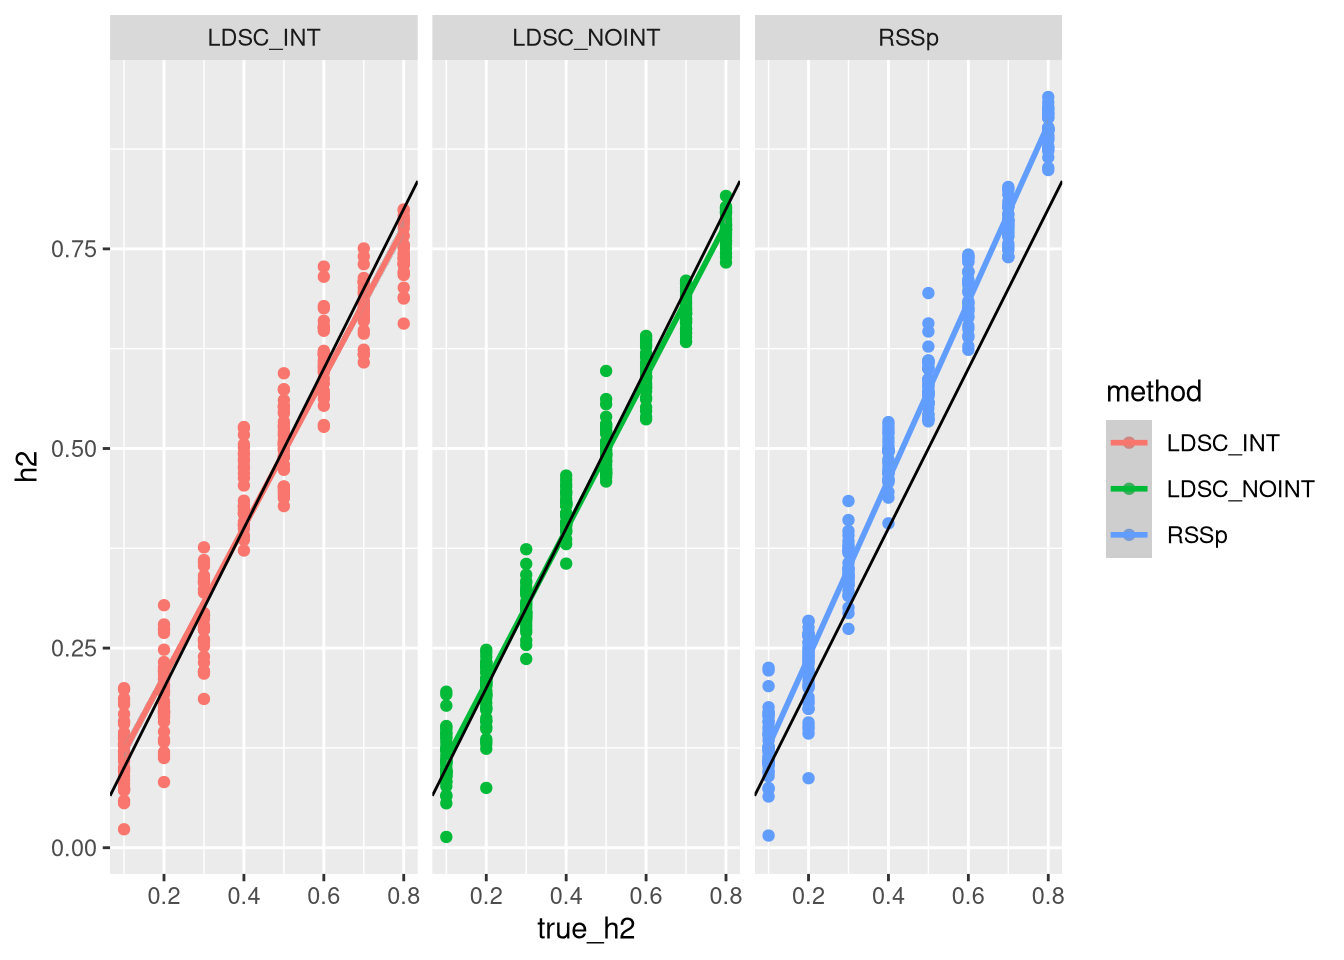 LDSC_INT LDSC_NOINT RSSp
0.75
0.50
0.25
0.00
h2
0.2 0.4 0.6 0.8 0.2 0.4 0.6 0.8 0.2 0.4 0.6 0.8
true_h2
method
LDSC_INT
LDSC_NOINT
RSSp